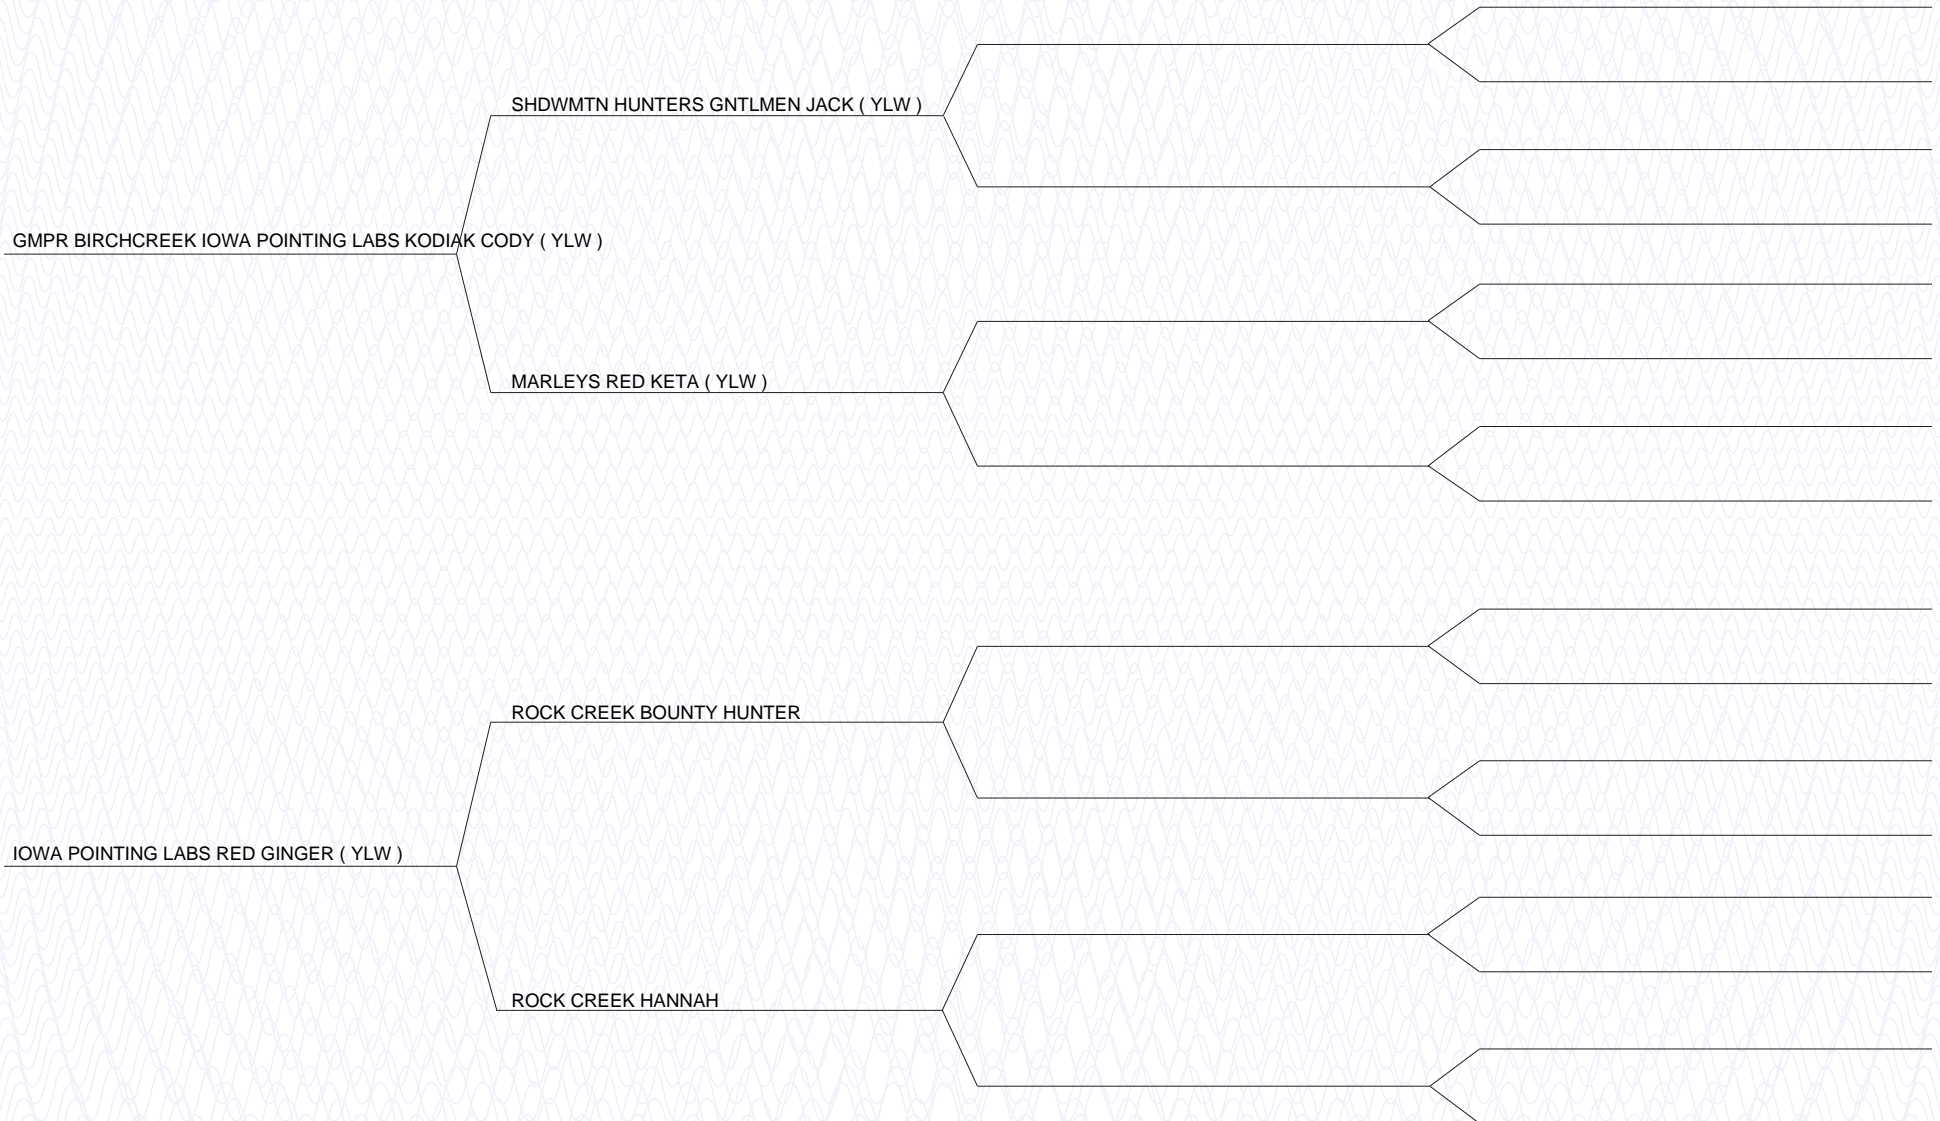 SHDWMTN HUNTERS GNTLMEN JACK ( YLW )
GMPR BIRCHCREEK IOWA POINTING LABS KODIAK CODY ( YLW )
MARLEYS RED KETA ( YLW )
ROCK CREEK BOUNTY HUNTER
IOWA POINTING LABS RED GINGER ( YLW )
ROCK CREEK HANNAH